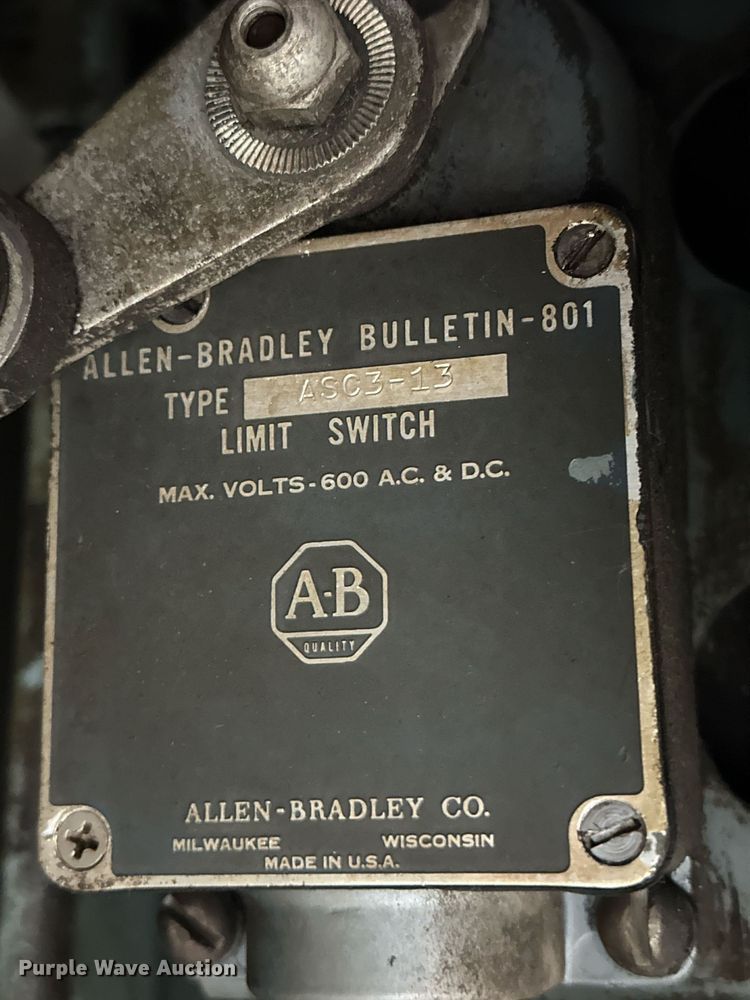 ALLEN-BRADLEY BULLETIN-801
TYPE ASC3-13
LIMIT SWITCH
MAX. VOLTS-600 A.C. & D.C.
A-B
QUALITY
ALLEN-BRADLEY CO.
MILWAUKEE WISCONSIN
MADE IN U.S.A.
Purple Wave Auction